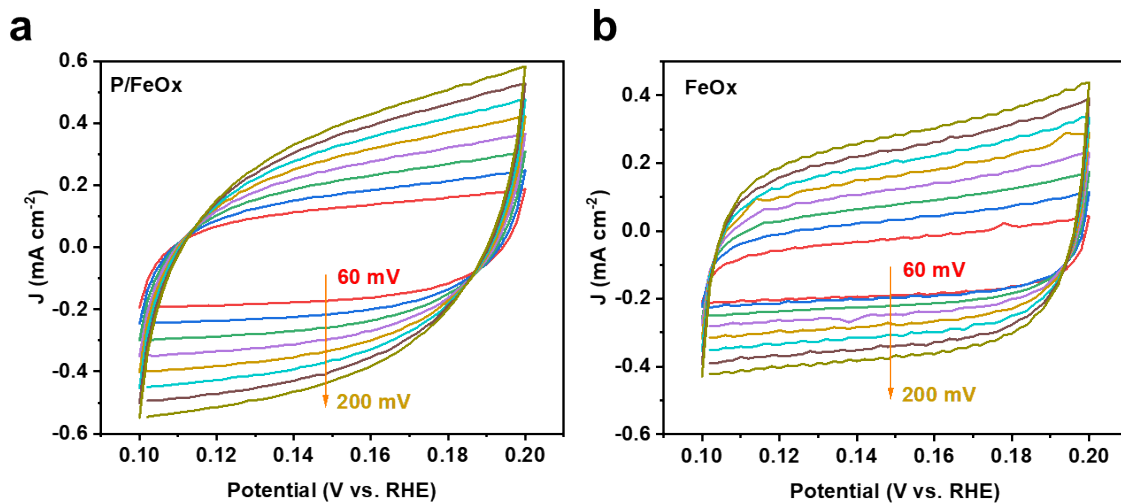 a
P/FeOx
J (mA cm⁻²)
0.6
0.4
0.2
0.0
-0.2
-0.4
-0.6
60 mV
200 mV
0.10 0.12 0.14 0.16 0.18 0.20
Potential (V vs. RHE)
b
FeOx
J (mA cm⁻²)
0.4
0.2
0.0
-0.2
-0.4
-0.6
60 mV
200 mV
0.10 0.12 0.14 0.16 0.18 0.20
Potential (V vs. RHE)